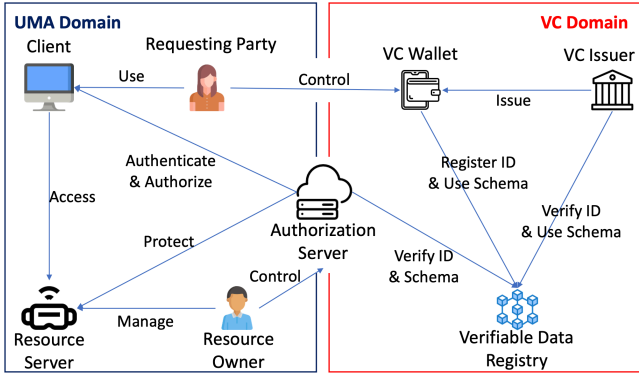 UMA Domain
VC Domain
Client
Requesting Party
VC Wallet
VC Issuer
Use
Control
Issue
Authenticate
& Authorize
Register ID
& Use Schema
Access
Verify ID
& Use Schema
Protect
Authorization
Server
Verify ID
& Schema
Control
Manage
Resource
Server
Resource
Owner
Verifiable Data
Registry